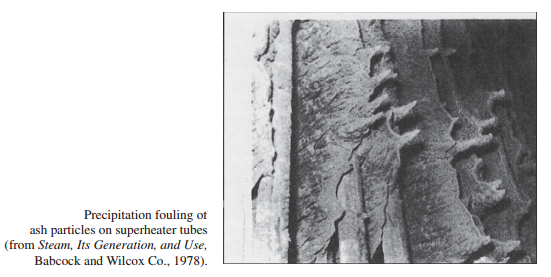 Precipitation fouling of
ash particles on superheater tubes
(from Steam, Its Generation, and Use,
Babcock and Wilcox Co., 1978).